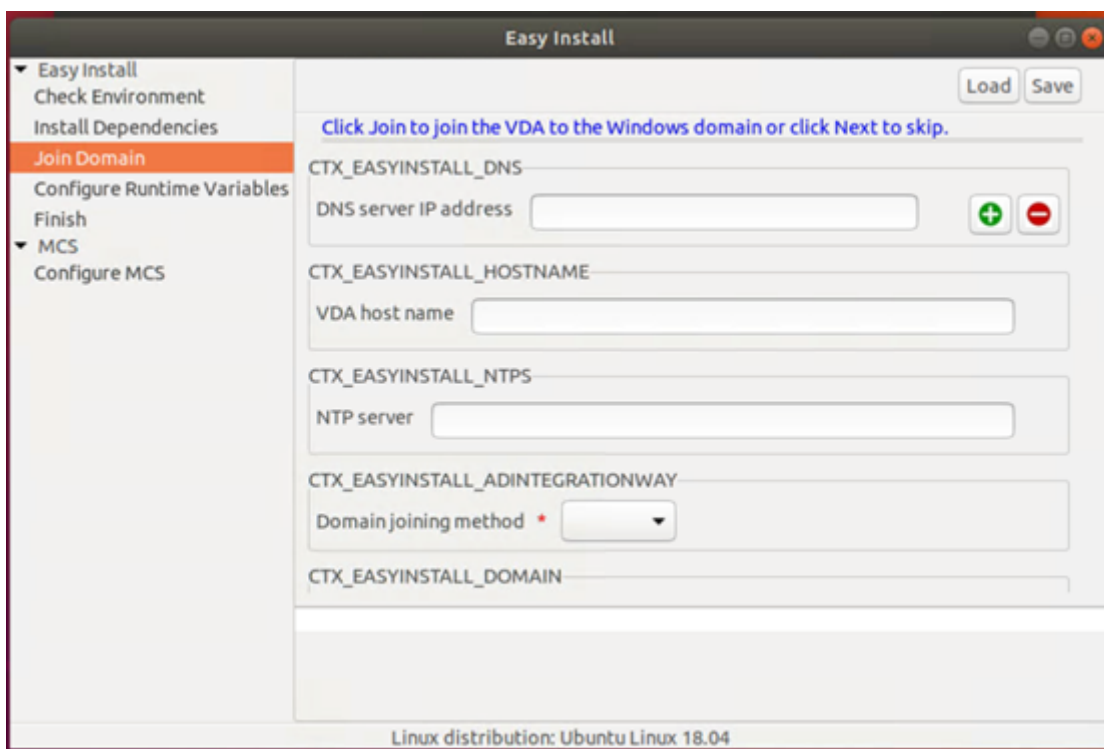 Easy Install
Easy Install
Check Environment
Install Dependencies
Join Domain
Configure Runtime Variables
Finish
MCS
Configure MCS
Load Save
Click Join to join the VDA to the Windows domain or click Next to skip.
CTX_EASYINSTALL_DNS
DNS server IP address
CTX_EASYINSTALL_HOSTNAME
VDA host name
CTX_EASYINSTALL_NTPS
NTP server
CTX_EASYINSTALL_ADINTEGRATIONWAY
Domain joining method *
CTX_EASYINSTALL_DOMAIN
Linux distribution: Ubuntu Linux 18.04